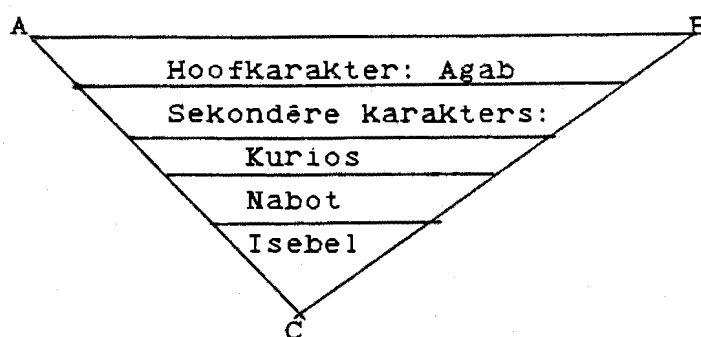 A B
Hoofkarakter: Agab
Sekondêre karakters:
Kurios
Nabot
Isebel
C